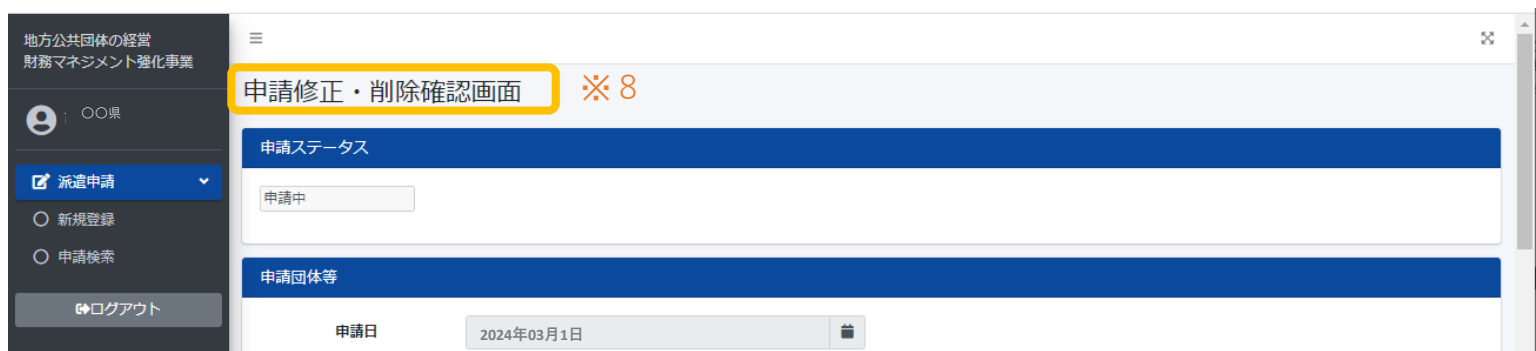 地方公共団体の経営
財務マネジメント強化事業
〇〇県
派遣申請
新規登録
申請検索
ログアウト
申請修正・削除確認画面 ※８
申請ステータス
申請中
申請団体等
申請日 2024年03月1日